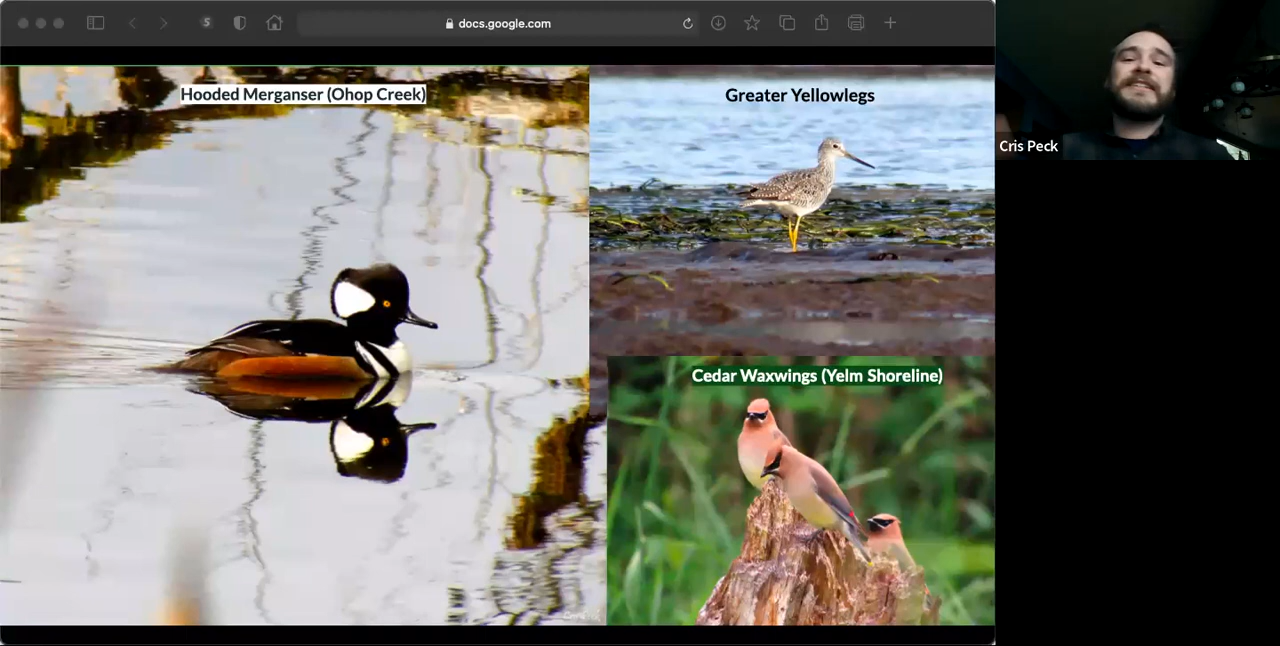 docs.google.com
Hooded Merganser (Ohop Creek)
Greater Yellowlegs
Cris Peck
Cedar Waxwings (Yelm Shoreline)